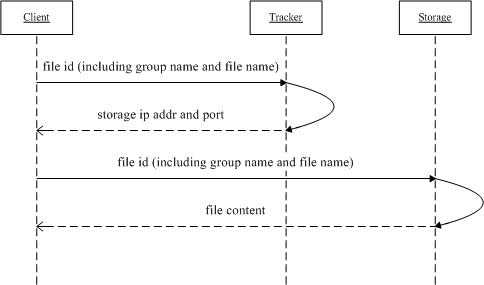 Client
Tracker
Storage
file id (including group name and file name)
storage ip addr and port
file id (including group name and file name)
file content